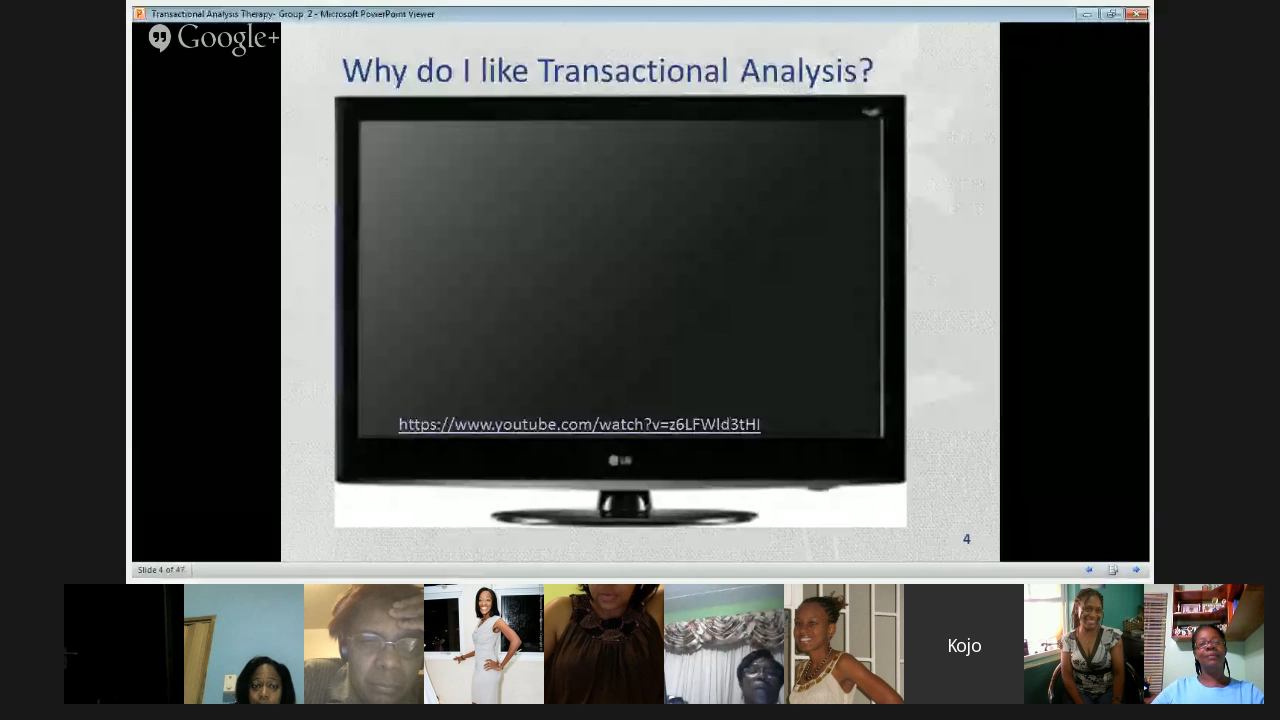 Transactional Analysis Therapy- Group 2 - Microsoft PowerPoint Viewer
Google+
Why do I like Transactional Analysis?
https://www.youtube.com/watch?v=z6LFWld3tHI
LG
4
Slide 4 of 47
Kojo